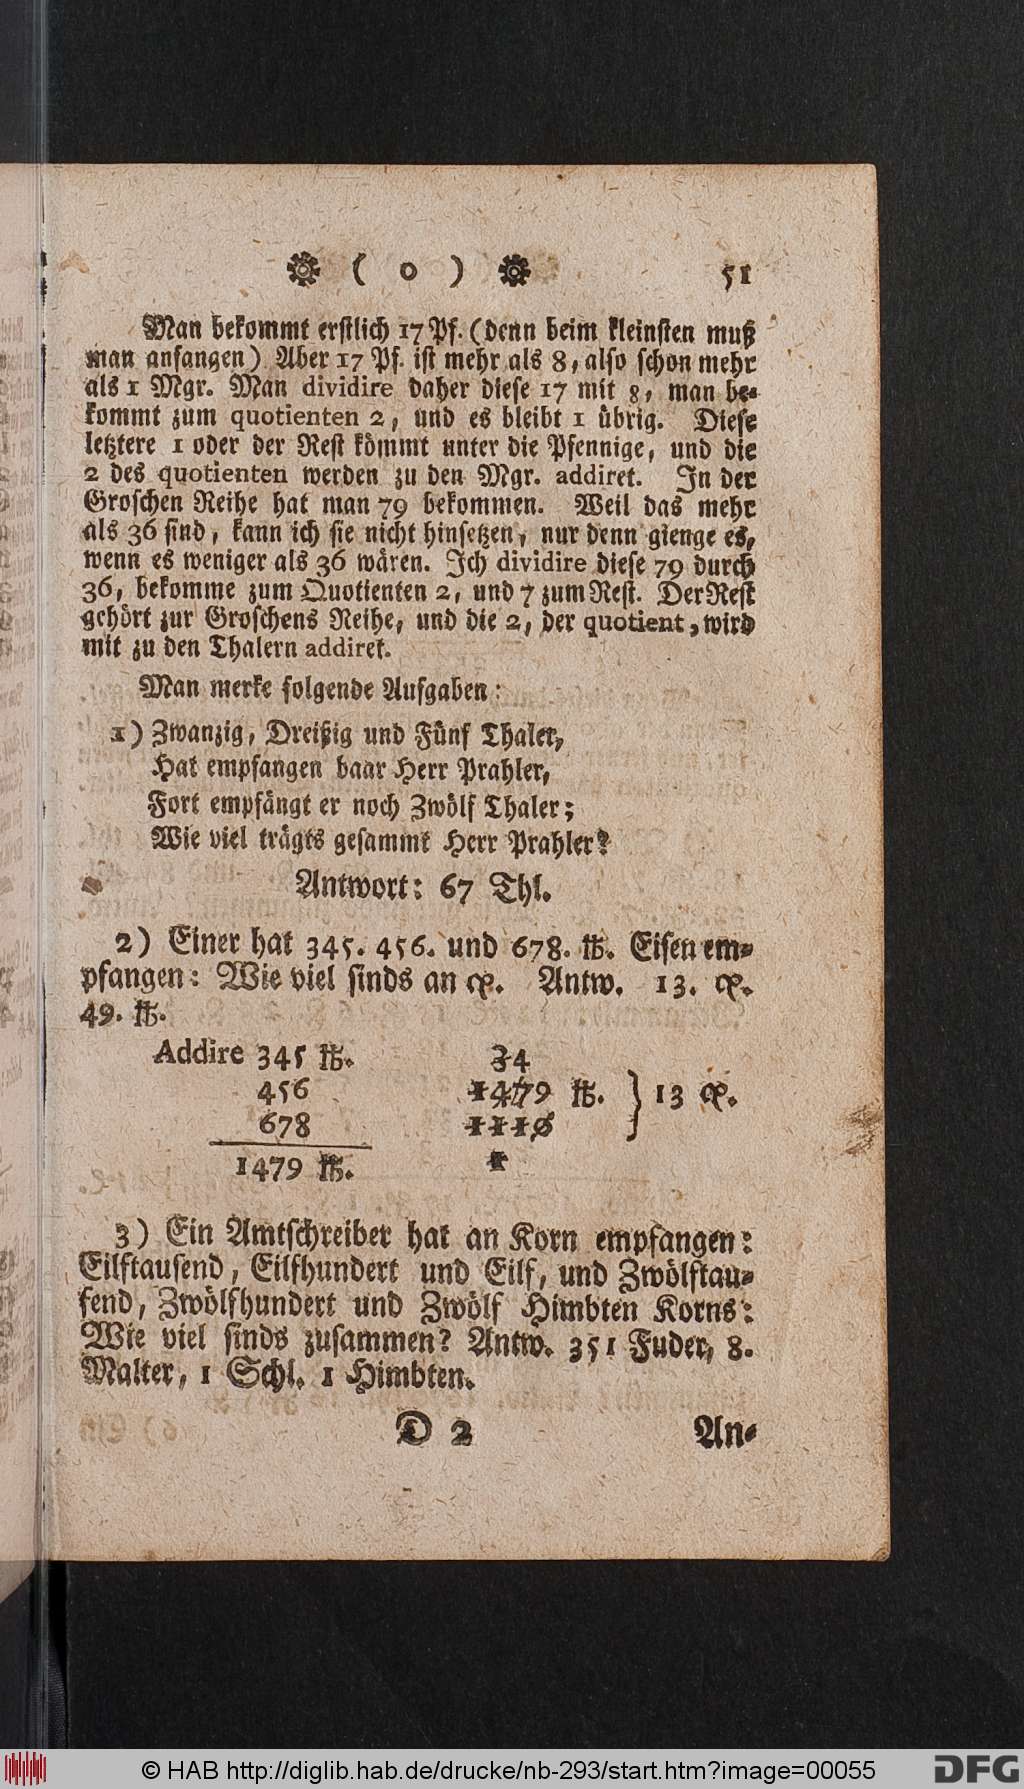 ( o ) 51
Man bekommt erſtlich 17 Pf. (denn beim kleinſten muß
man anfangen) Aber 17 Pf. iſt mehr als 8, alſo ſchon mehr
als 1 Mgr. Man dividire daher dieſe 17 mit 8, man be-
kommt zum quotienten 2, und es bleibt 1 übrig. Dieſe
letztere 1 oder der Reſt kömmt unter die Pfennige, und die
2 des quotienten werden zu den Mgr. addiret. In der
Groſchen Reihe hat man 79 bekommen. Weil das mehr
als 36 ſind, kann ich ſie nicht hinſetzen, nur denn gienge es,
wenn es weniger als 36 wären. Ich dividire dieſe 79 durch
36, bekomme zum Quotienten 2, und 7 zum Reſt. Der Reſt
gehört zur Groſchens Reihe, und die 2, der quotient, wird
mit zu den Thalern addiret.
Man merke folgende Aufgaben:
1) Zwanzig, Dreißig und Fünf Thaler,
Hat empfangen baar Herr Prahler,
Fort empfängt er noch Zwölf Thaler;
Wie viel trägts geſammt Herr Prahler?
Antwort: 67 Thl.
2) Einer hat 345. 456. und 678. ℔. Eiſen em-
pfangen: Wie viel ſinds an ꝶ. Antw. 13. ꝶ.
49. ℔.
Addire 345 ℔. 34
456 1479 ℔. } 13 ꝶ.
678 1110
1479 ℔. 1
3) Ein Amtſchreiber hat an Korn empfangen:
Eilftauſend, Eilfhundert und Eilf, und Zwölftau-
ſend, Zwölfhundert und Zwölf Himbten Korns:
Wie viel ſinds zuſammen? Antw. 351 Fuder, 8.
Malter, 1 Schl. 1 Himbten.
D 2 An-
© HAB http://diglib.hab.de/drucke/nb-293/start.htm?image=00055 DFG